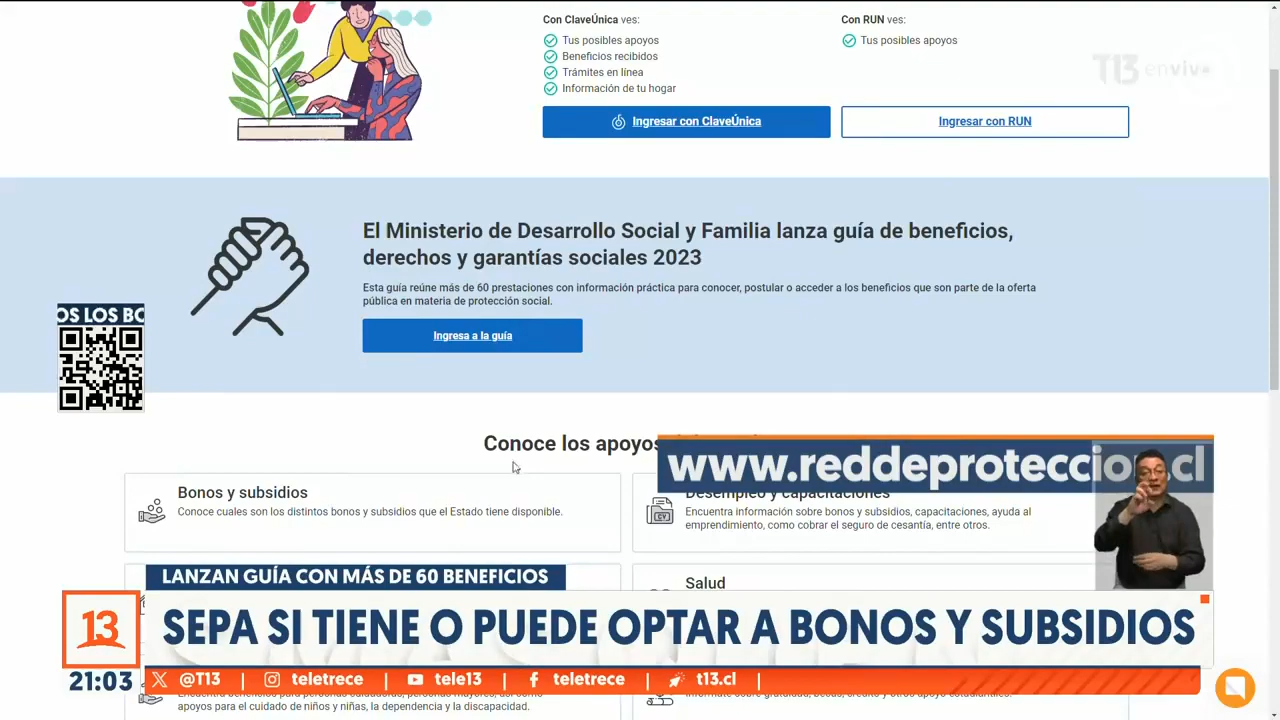 Con ClaveÚnica ves:
Tus posibles apoyos
Beneficios recibidos
Trámites en línea
Información de tu hogar
Ingresar con ClaveÚnica
Con RUN ves:
Tus posibles apoyos
Ingresar con RUN
T13 en vivo
El Ministerio de Desarrollo Social y Familia lanza guía de beneficios,
derechos y garantías sociales 2023
Esta guía reúne más de 60 prestaciones con información práctica para conocer, postular o acceder a los beneficios que son parte de la oferta
pública en materia de protección social.
Ingresa a la guía
OS LOS BO
Conoce los apoyos
www.reddeproteccion.cl
Bonos y subsidios
Conoce cuáles son los distintos bonos y subsidios que el Estado tiene disponible.
Desempleo y capacitaciones
Encuentra información sobre bonos y subsidios, capacitaciones, ayuda al
emprendimiento, como cobrar el seguro de cesantía, entre otros.
CV
Salud
LANZAN GUÍA CON MÁS DE 60 BENEFICIOS
13
SEPA SI TIENE O PUEDE OPTAR A BONOS Y SUBSIDIOS
21:03
@T13 | teletrece | tele13 | teletrece | t13.cl |
apoyos para el cuidado de niños y niñas, la dependencia y la discapacidad.